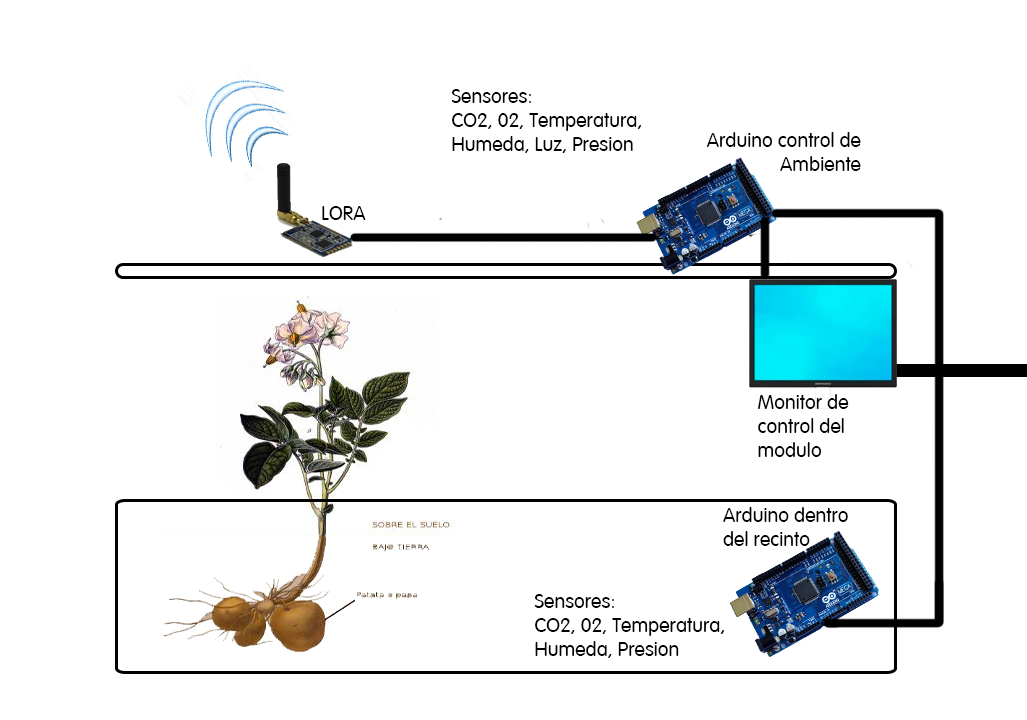 Sensores:
CO2, 02, Temperatura,
Humeda, Luz, Presion
Arduino control de
Ambiente
LORA
Monitor de
control del
modulo
SOBRE EL SUELO
BAJO TIERRA
Patata o papa
Arduino dentro
del recinto
Sensores:
CO2, 02, Temperatura,
Humeda, Presion